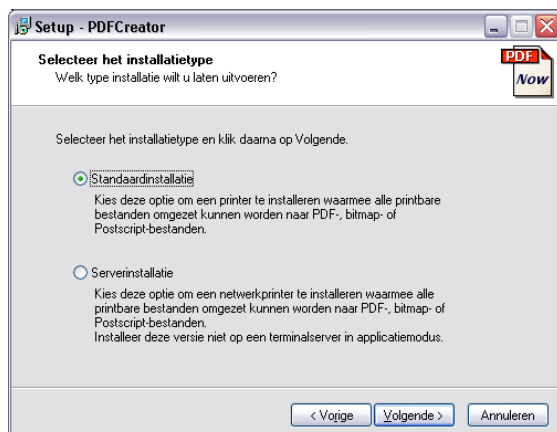 Setup - PDFCreator
Selecteer het installatietype
Welk type installatie wilt u laten uitvoeren?
PDF
Now
Selecteer het installatietype en klik daarna op Volgende.
Standaardinstallatie
Kies deze optie om een printer te installeren waarmee alle printbare
bestanden omgezet kunnen worden naar PDF-, bitmap- of
Postscript-bestanden.
Serverinstallatie
Kies deze optie om een netwerkprinter te installeren waarmee alle
printbare bestanden omgezet kunnen worden naar PDF-, bitmap- of
Postscript-bestanden.
Installeer deze versie niet op een terminalserver in applicatiemodus.
< Vorige
Volgende >
Annuleren